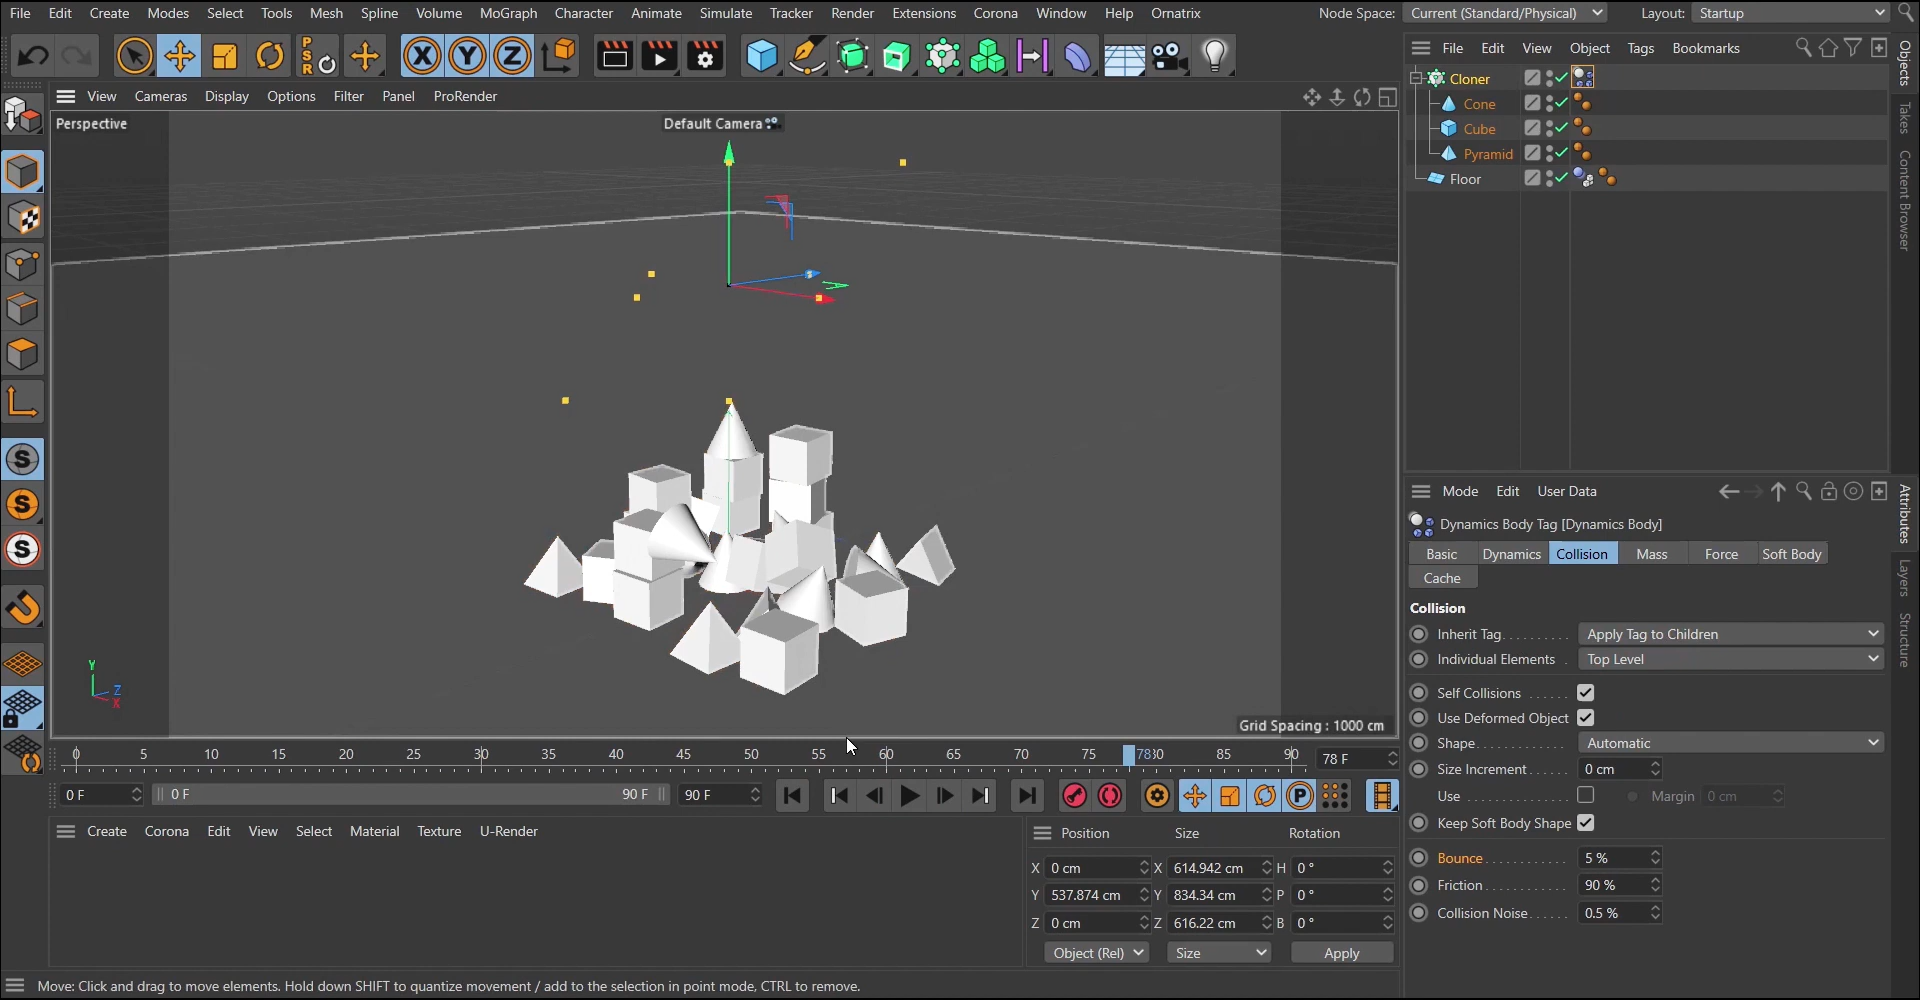 File Edit Create Modes Select Tools Mesh Spline Volume MoGraph Character Animate Simulate Tracker Render Extensions Corona Window Help Ornatrix Node Space: Current (Standard/Physical) Layout: Startup
P
S
R
X Y Z
File Edit View Object Tags Bookmarks
Objects
Takes
Content Browser
Cloner
Cone
Cube
Pyramid
Floor
View Cameras Display Options Filter Panel ProRender
Perspective
Default Camera
S
S
S
Y
Z
X
Grid Spacing : 1000 cm
0 5 10 15 20 25 30 35 40 45 50 55 60 65 70 75 78 80 85 90 78 F
0 F 0 F 90 F 90 F
P
Create Corona Edit View Select Material Texture U-Render
Position Size Rotation
X 0 cm X 614.942 cm H 0 °
Y 537.874 cm Y 834.34 cm P 0 °
Z 0 cm Z 616.22 cm B 0 °
Object (Rel) Size Apply
Mode Edit User Data
Attributes
Layers
Structure
Dynamics Body Tag [Dynamics Body]
Basic Dynamics Collision Mass Force Soft Body
Cache
Collision
Inherit Tag. . . . . . . . . Apply Tag to Children
Individual Elements . Top Level
Self Collisions . . . . . .
Use Deformed Object
Shape. . . . . . . . . . . . Automatic
Size Increment. . . . . . 0 cm
Use . . . . . . . . . . . . . Margin 0 cm
Keep Soft Body Shape
Bounce. . . . . . . . . . . 5 %
Friction. . . . . . . . . . . 90 %
Collision Noise. . . . . . 0.5 %
Move: Click and drag to move elements. Hold down SHIFT to quantize movement / add to the selection in point mode, CTRL to remove.